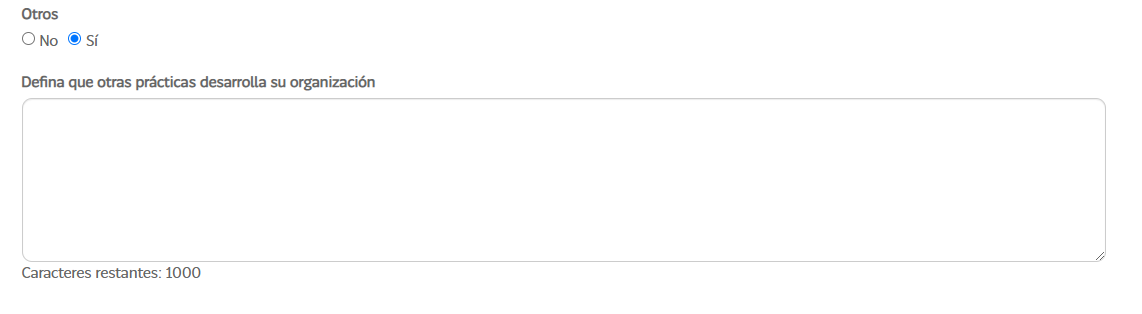 Otros
No Sí
Defina que otras prácticas desarrolla su organización
Caracteres restantes: 1000